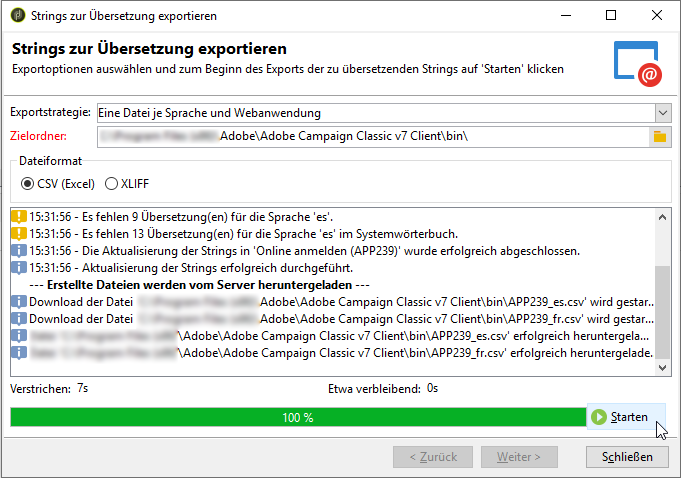 Strings zur Übersetzung exportieren
Strings zur Übersetzung exportieren
Exportoptionen auswählen und zum Beginn des Exports der zu übersetzenden Strings auf 'Starten' klicken
Exportstrategie: Eine Datei je Sprache und Webanwendung
Zielordner: Adobe\Adobe Campaign Classic v7 Client\bin\
Dateiformat
CSV (Excel) XLIFF
15:31:56 - Es fehlen 9 Übersetzung(en) für die Sprache 'es'.
15:31:56 - Es fehlen 13 Übersetzung(en) für die Sprache 'es' im Systemwörterbuch.
15:31:56 - Die Aktualisierung der Strings in 'Online anmelden (APP239)' wurde erfolgreich abgeschlossen.
15:31:56 - Aktualisierung der Strings erfolgreich durchgeführt.
--- Erstellte Dateien werden vom Server heruntergeladen ---
Download der Datei .Adobe\Adobe Campaign Classic v7 Client\bin\APP239_es.csv' wird gestar...
Download der Datei .Adobe\Adobe Campaign Classic v7 Client\bin\APP239_fr.csv' wird gestar...
\Adobe\Adobe Campaign Classic v7 Client\bin\APP239_es.csv' erfolgreich heruntergela...
\Adobe\Adobe Campaign Classic v7 Client\bin\APP239_fr.csv' erfolgreich heruntergelade.
Verstrichen: 7s Etwa verbleibend: 0s
100 % Starten
< Zurück Weiter > Schließen